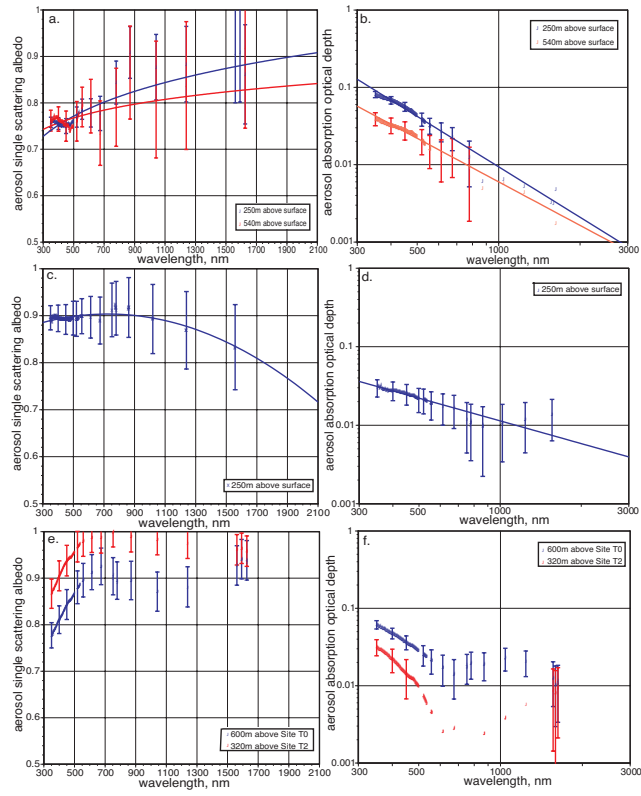 a.
aerosol single scattering albedo
1
0.9
0.8
0.7
0.6
0.5
300 500 700 900 1100 1300 1500 1700 1900 2100
wavelength, nm
250m above surface
540m above surface
b.
aerosol absorption optical depth
1
0.1
0.01
0.001
300 500 1000 3000
wavelength, nm
250m above surface
540m above surface
c.
aerosol single scattering albedo
1
0.9
0.8
0.7
0.6
0.5
300 500 700 900 1100 1300 1500 1700 1900 2100
wavelength, nm
250m above surface
d.
aerosol absorption optical depth
1
0.1
0.01
0.001
300 500 1000 3000
wavelength, nm
250m above surface
e.
aerosol single scattering albedo
1
0.9
0.8
0.7
0.6
0.5
300 500 700 900 1100 1300 1500 1700 1900 2100
wavelength, nm
600m above Site T0
320m above Site T2
f.
aerosol absorption optical depth
1
0.1
0.01
0.001
300 500 1000 3000
wavelength, nm
600m above Site T0
320m above Site T2